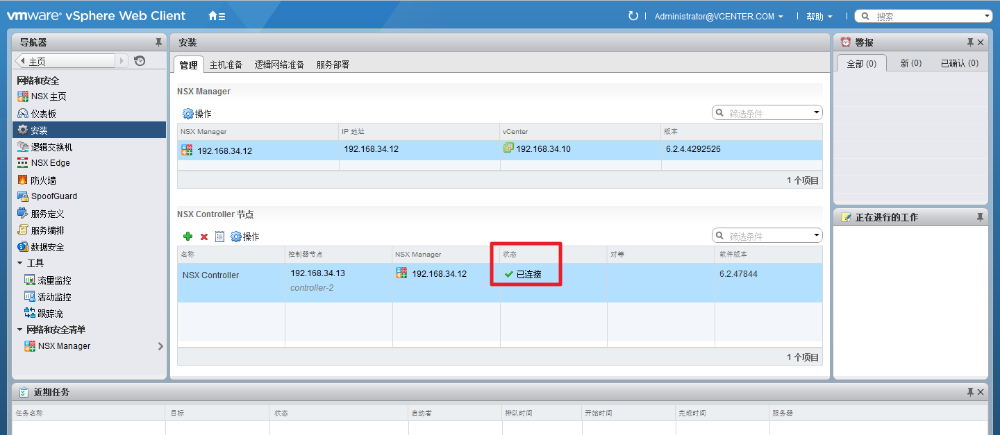 vmware® vSphere Web Client
Administrator@VCENTER.COM
帮助
搜索
导航器
主页
网络和安全
NSX 主页
仪表板
安装
逻辑交换机
NSX Edge
防火墙
SpoofGuard
服务定义
服务编排
数据安全
工具
流量监控
活动监控
跟踪流
网络和安全清单
NSX Manager
安装
管理 主机准备 逻辑网络准备 服务部署
NSX Manager
操作
筛选条件
NSX Manager IP 地址 vCenter 版本
192.168.34.12 192.168.34.12 192.168.34.10 6.2.4.4292526
1 个项目
NSX Controller 节点
操作
筛选条件
名称 控制器节点 NSX Manager 状态 对等 软件版本
NSX Controller 192.168.34.13 192.168.34.12 已连接 6.2.47844
controller-2
1 个项目
警报
全部 (0) 新 (0) 已确认 (0)
正在进行的工作
近期任务
任务名称 目标 状态 启动者 排队时间 开始时间 完成时间 服务器